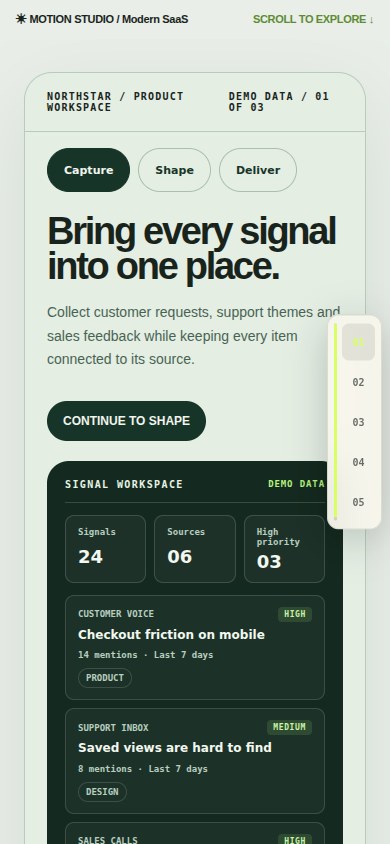 ☀ MOTION STUDIO / Modern SaaS
SCROLL TO EXPLORE ↓
NORTHSTAR / PRODUCT
WORKSPACE
DEMO DATA / 01
OF 03
Capture
Shape
Deliver
Bring every signal
into one place.
Collect customer requests, support themes and
sales feedback while keeping every item
connected to its source.
CONTINUE TO SHAPE
02
03
04
05
SIGNAL WORKSPACE
DEMO DATA
Signals
24
Sources
06
High
priority
03
CUSTOMER VOICE
HIGH
Checkout friction on mobile
14 mentions · Last 7 days
PRODUCT
SUPPORT INBOX
MEDIUM
Saved views are hard to find
8 mentions · Last 7 days
DESIGN
SALES CALLS
HIGH